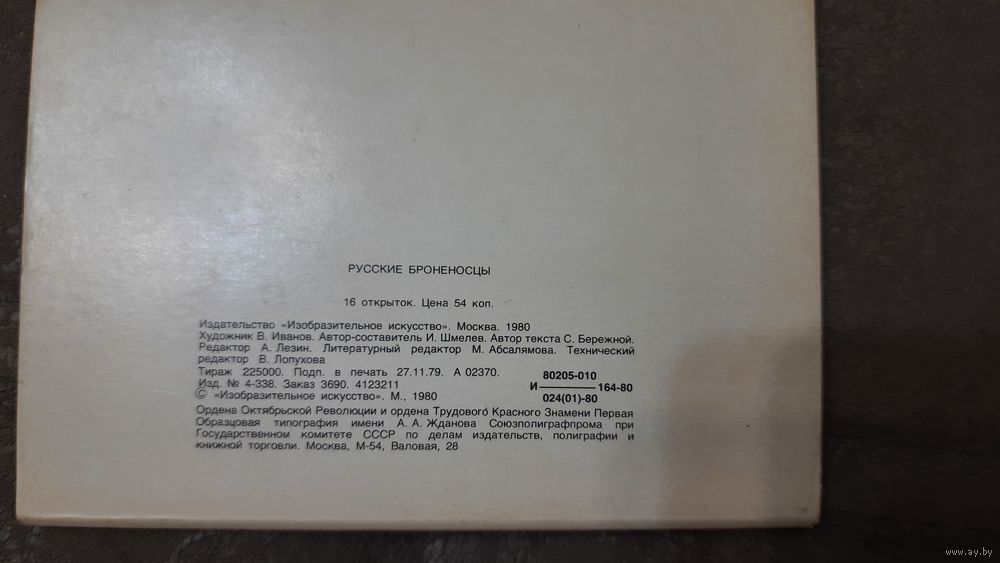 РУССКИЕ БРОНЕНОСЦЫ
16 открыток. Цена 54 коп.
Издательство «Изобразительное искусство». Москва. 1980
Художник В. Иванов. Автор-составитель И. Шмелев. Автор текста С. Бережной.
Редактор А. Лезин. Литературный редактор М. Абсалямова. Технический
редактор В. Лопухова
Тираж 225000. Подп. в печать 27.11.79. А 02370.
Изд. № 4-338. Заказ 3690. 4123211
© «Изобразительное искусство». М., 1980
80205-010
И ——— 164-80
024(01)-80
Ордена Октябрьской Революции и ордена Трудового Красного Знамени Первая
Образцовая типография имени А. А. Жданова Союзполиграфпрома при
Государственном комитете СССР по делам издательств, полиграфии и
книжной торговли. Москва, М-54, Валовая, 28
www.ay.by